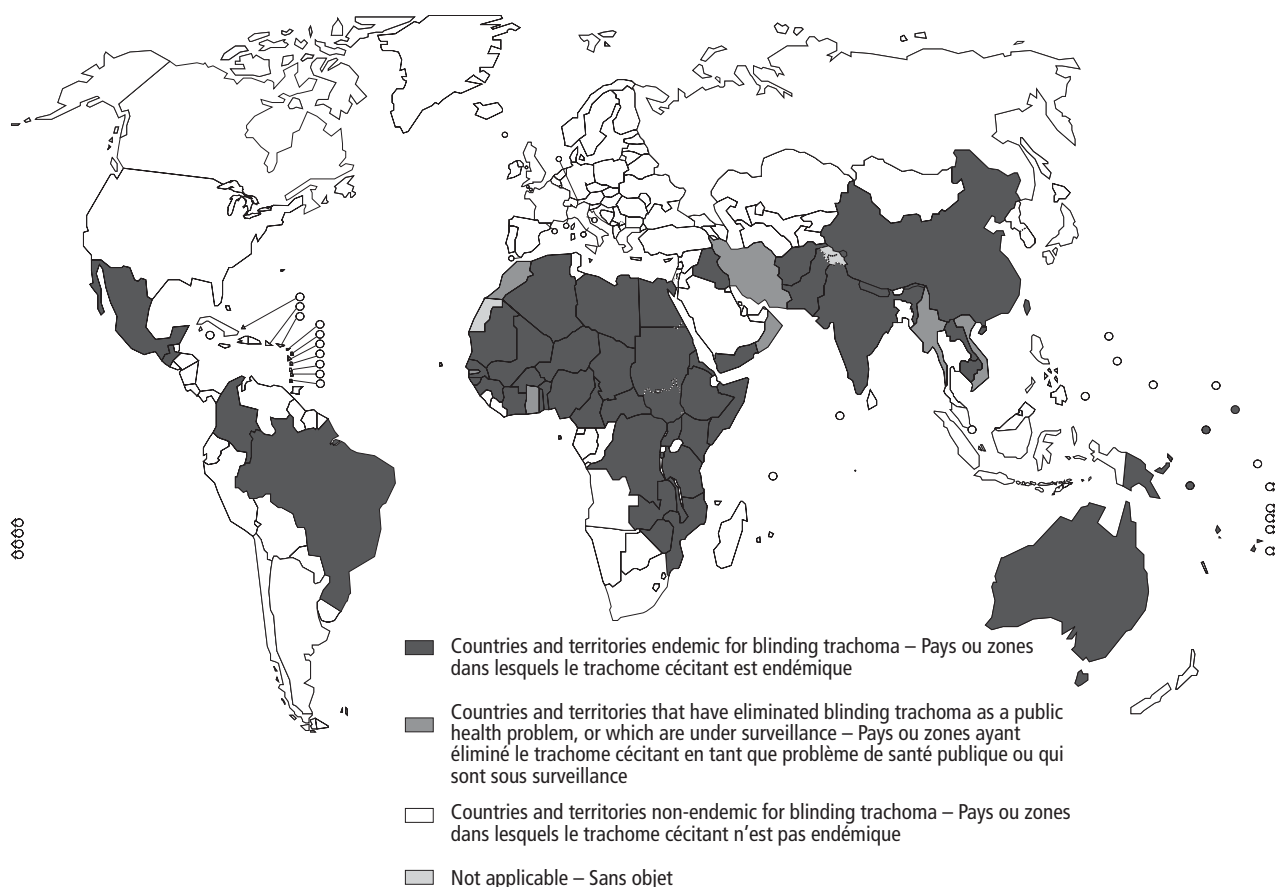 Countries and territories endemic for blinding trachoma – Pays ou zones
dans lesquels le trachome cécitant est endémique
Countries and territories that have eliminated blinding trachoma as a public
health problem, or which are under surveillance – Pays ou zones ayant
éliminé le trachome cécitant en tant que problème de santé publique ou qui
sont sous surveillance
Countries and territories non-endemic for blinding trachoma – Pays ou zones
dans lesquels le trachome cécitant n’est pas endémique
Not applicable – Sans objet